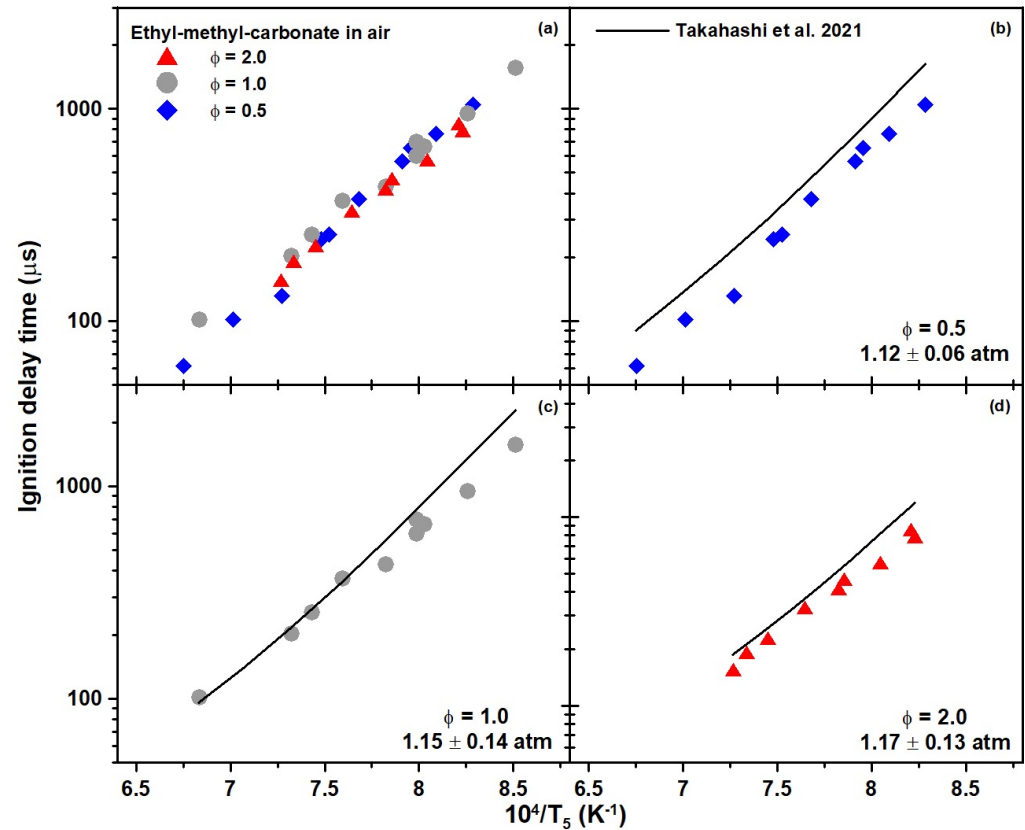 Ethyl-methyl-carbonate in air
ϕ = 2.0
ϕ = 1.0
ϕ = 0.5
(a)
Takahashi et al. 2021
(b)
1000
100
ϕ = 0.5
1.12 ± 0.06 atm
Ignition delay time (μs)
(c)
(d)
1000
100
ϕ = 1.0
1.15 ± 0.14 atm
ϕ = 2.0
1.17 ± 0.13 atm
6.5 7 7.5 8 8.5 6.5 7 7.5 8 8.5
10⁴/T₅ (K⁻¹)